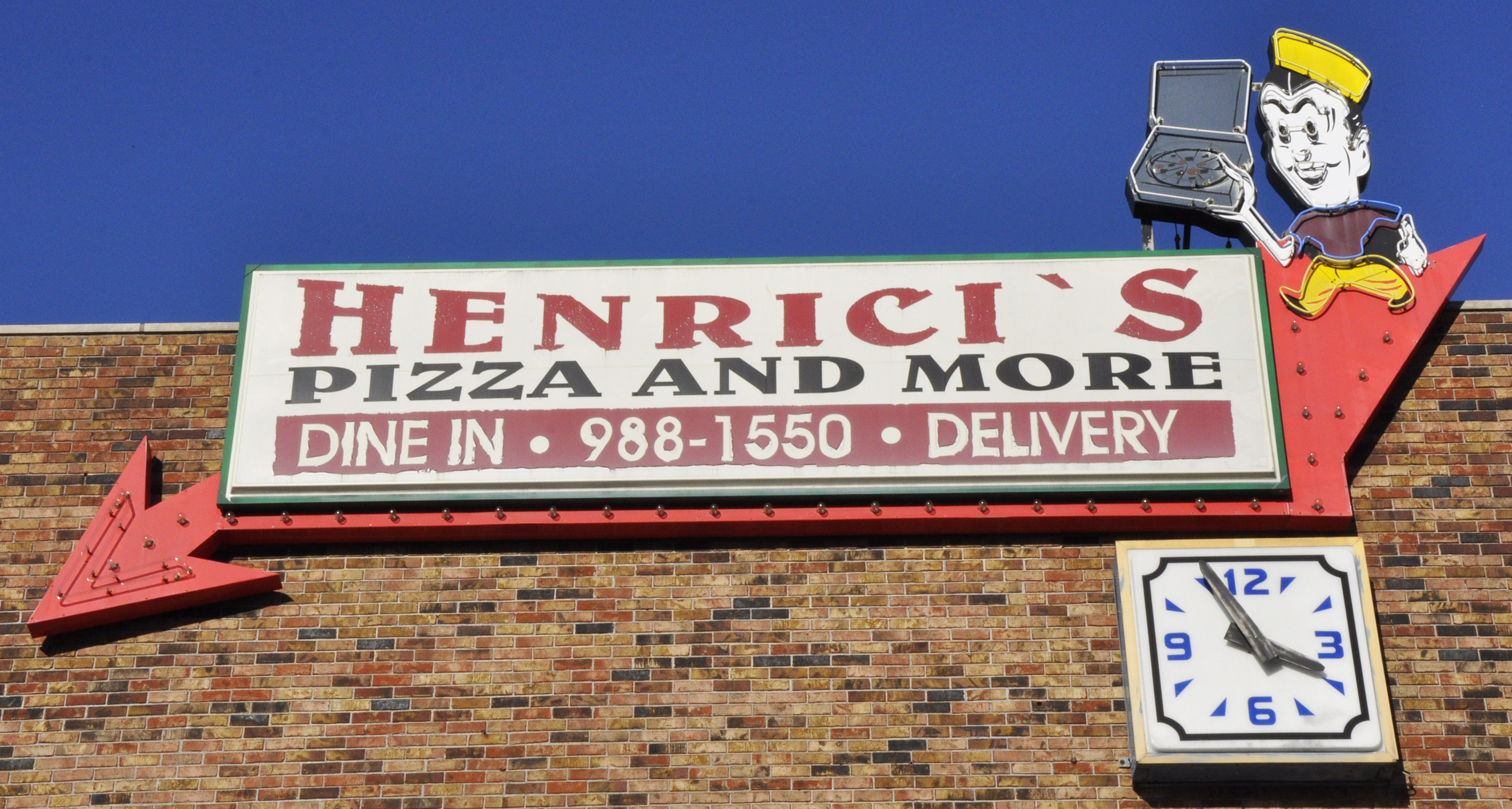 HENRICI`S
PIZZA AND MORE
DINE IN • 988-1550 • DELIVERY
12
9 3
6